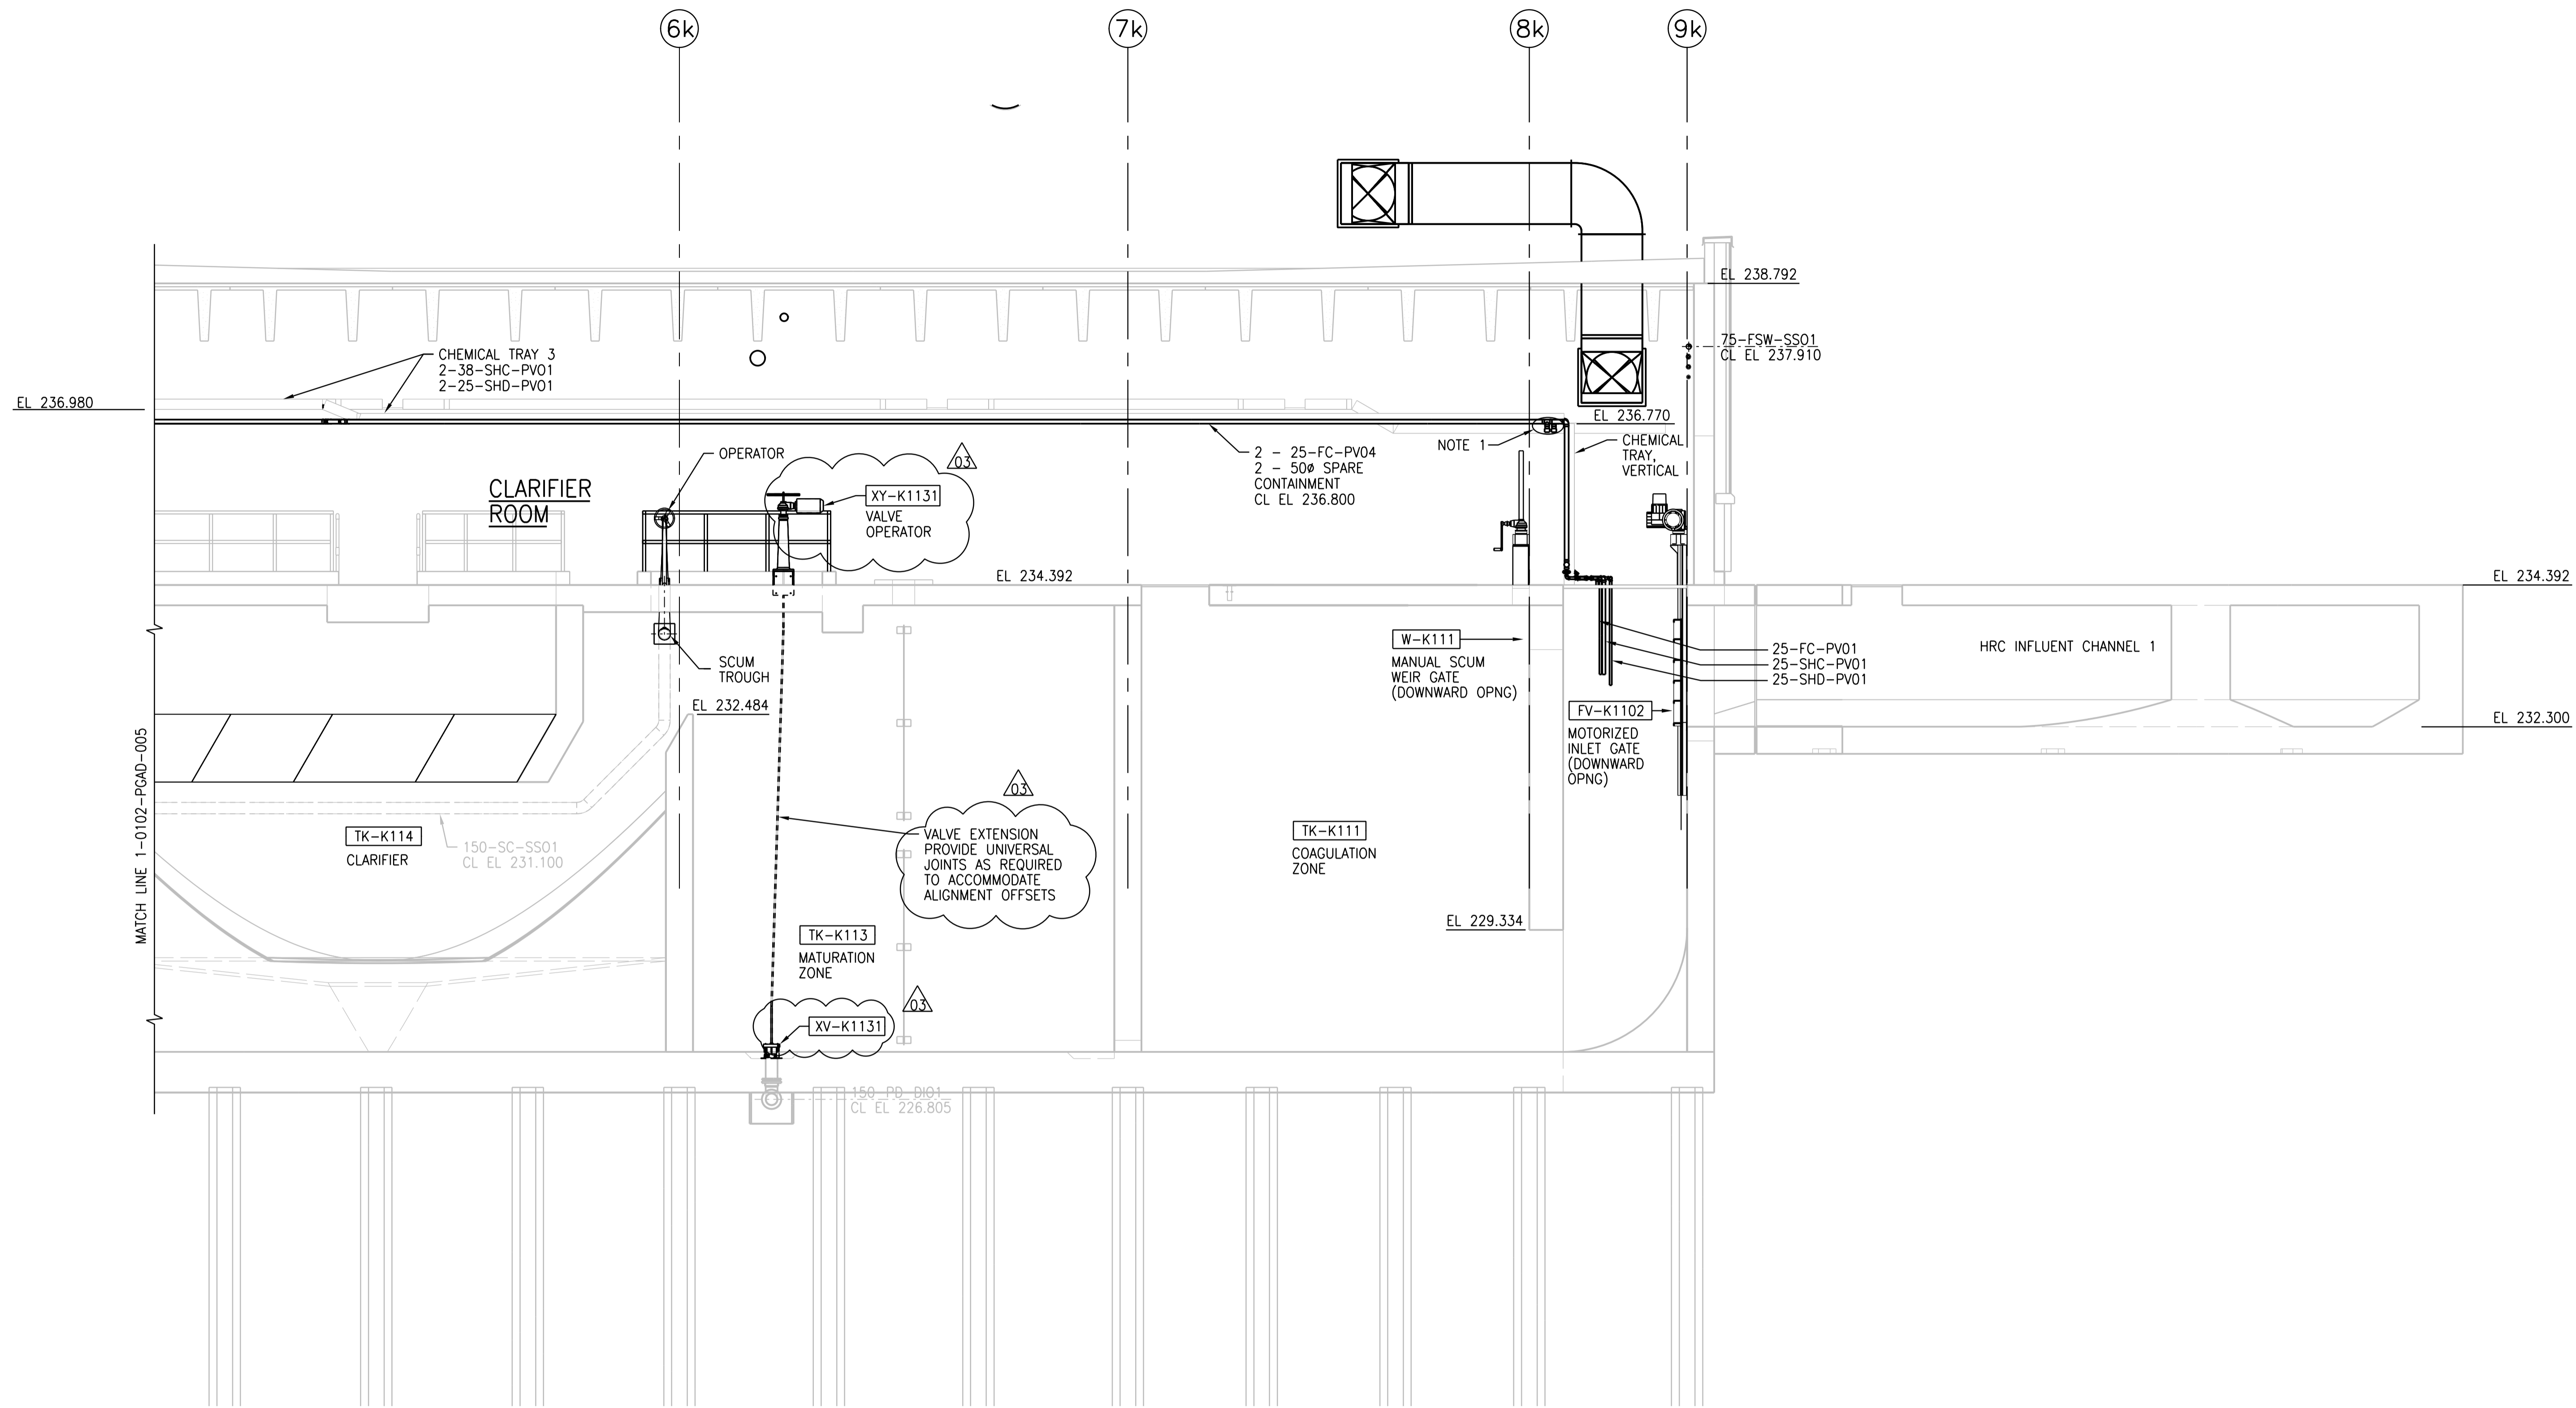 6k
7k
8k
9k
EL 238.792
75-FSW-SS01
CL EL 237.910
CHEMICAL TRAY 3
2-38-SHC-PV01
2-25-SHD-PV01
EL 236.980
EL 236.770
NOTE 1
CHEMICAL
TRAY,
VERTICAL
2 - 25-FC-PV04
2 - 50ø SPARE
CONTAINMENT
CL EL 236.800
OPERATOR
03
XY-K1131
VALVE
OPERATOR
CLARIFIER
ROOM
EL 234.392
EL 234.392
W-K111
MANUAL SCUM
WEIR GATE
(DOWNWARD OPNG)
25-FC-PV01
25-SHC-PV01
25-SHD-PV01
HRC INFLUENT CHANNEL 1
SCUM
TROUGH
EL 232.484
FV-K1102
MOTORIZED
INLET GATE
(DOWNWARD
OPNG)
EL 232.300
MATCH LINE 1-0102-PGAD-005
03
VALVE EXTENSION
PROVIDE UNIVERSAL
JOINTS AS REQUIRED
TO ACCOMMODATE
ALIGNMENT OFFSETS
TK-K114
CLARIFIER
150-SC-SS01
CL EL 231.100
TK-K111
COAGULATION
ZONE
EL 229.334
TK-K113
MATURATION
ZONE
03
XV-K1131
150-PD-DI01
CL EL 226.805